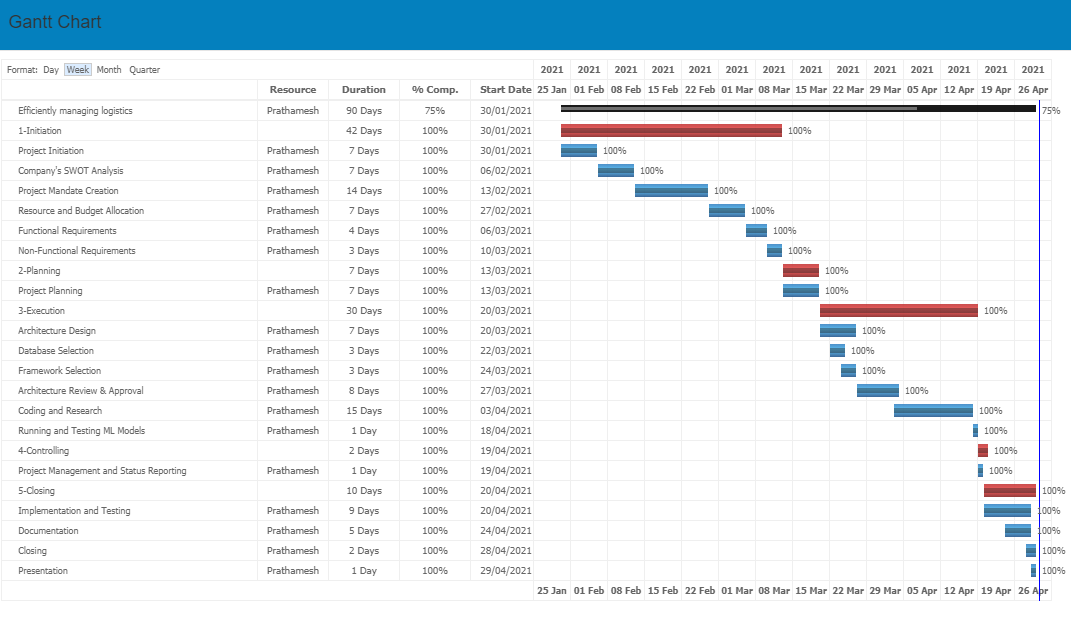 Gantt Chart
Format: Day Week Month Quarter 2021 2021 2021 2021 2021 2021 2021 2021 2021 2021 2021 2021 2021 2021
Resource Duration % Comp. Start Date 25 Jan 01 Feb 08 Feb 15 Feb 22 Feb 01 Mar 08 Mar 15 Mar 22 Mar 29 Mar 05 Apr 12 Apr 19 Apr 26 Apr
Efficiently managing logistics Prathamesh 90 Days 75% 30/01/2021 75%
1-Initiation 42 Days 100% 30/01/2021 100%
Project Initiation Prathamesh 7 Days 100% 30/01/2021 100%
Company's SWOT Analysis Prathamesh 7 Days 100% 06/02/2021 100%
Project Mandate Creation Prathamesh 14 Days 100% 13/02/2021 100%
Resource and Budget Allocation Prathamesh 7 Days 100% 27/02/2021 100%
Functional Requirements Prathamesh 4 Days 100% 06/03/2021 100%
Non-Functional Requirements Prathamesh 3 Days 100% 10/03/2021 100%
2-Planning 7 Days 100% 13/03/2021 100%
Project Planning Prathamesh 7 Days 100% 13/03/2021 100%
3-Execution 30 Days 100% 20/03/2021 100%
Architecture Design Prathamesh 7 Days 100% 20/03/2021 100%
Database Selection Prathamesh 3 Days 100% 22/03/2021 100%
Framework Selection Prathamesh 3 Days 100% 24/03/2021 100%
Architecture Review & Approval Prathamesh 8 Days 100% 27/03/2021 100%
Coding and Research Prathamesh 15 Days 100% 03/04/2021 100%
Running and Testing ML Models Prathamesh 1 Day 100% 18/04/2021 100%
4-Controlling 2 Days 100% 19/04/2021 100%
Project Management and Status Reporting Prathamesh 1 Day 100% 19/04/2021 100%
5-Closing 10 Days 100% 20/04/2021 100%
Implementation and Testing Prathamesh 9 Days 100% 20/04/2021 100%
Documentation Prathamesh 5 Days 100% 24/04/2021 100%
Closing Prathamesh 2 Days 100% 28/04/2021 100%
Presentation Prathamesh 1 Day 100% 29/04/2021 100%
25 Jan 01 Feb 08 Feb 15 Feb 22 Feb 01 Mar 08 Mar 15 Mar 22 Mar 29 Mar 05 Apr 12 Apr 19 Apr 26 Apr